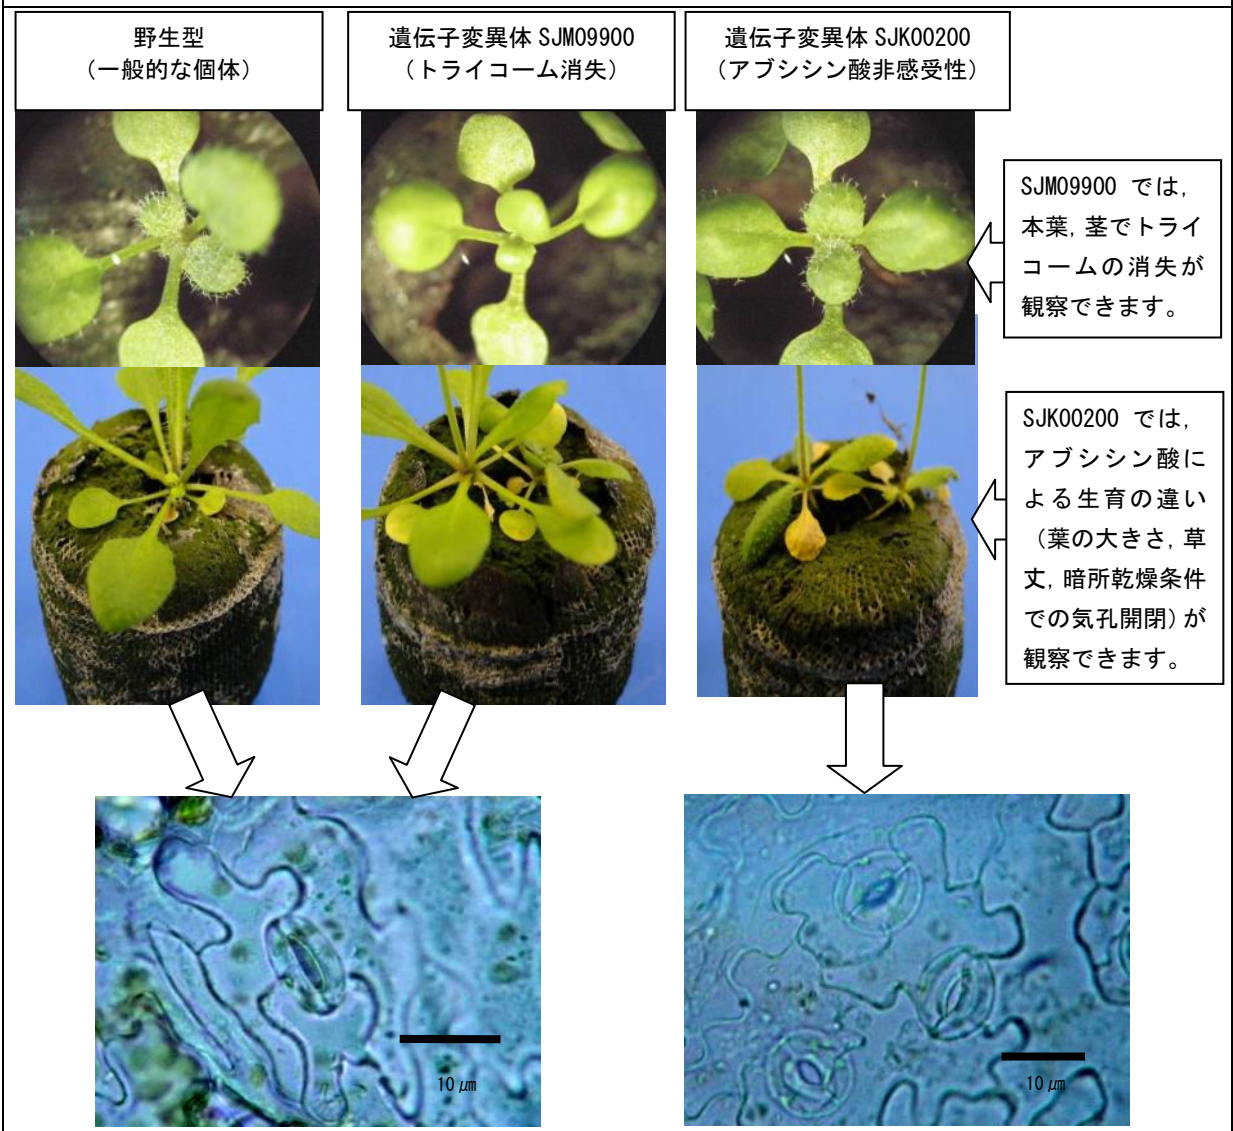 野生型
（一般的な個体）
遺伝子変異体 SJM09900
（トライコーム消失）
遺伝子変異体 SJK00200
（アブシシン酸非感受性）
SJM09900 では,
本葉, 茎でトライ
コームの消失が
観察できます。
SJK00200 では,
アブシシン酸に
よる生育の違い
（葉の大きさ, 草
丈, 暗所乾燥条件
での気孔開閉）が
観察できます。
10 μm
10 μm